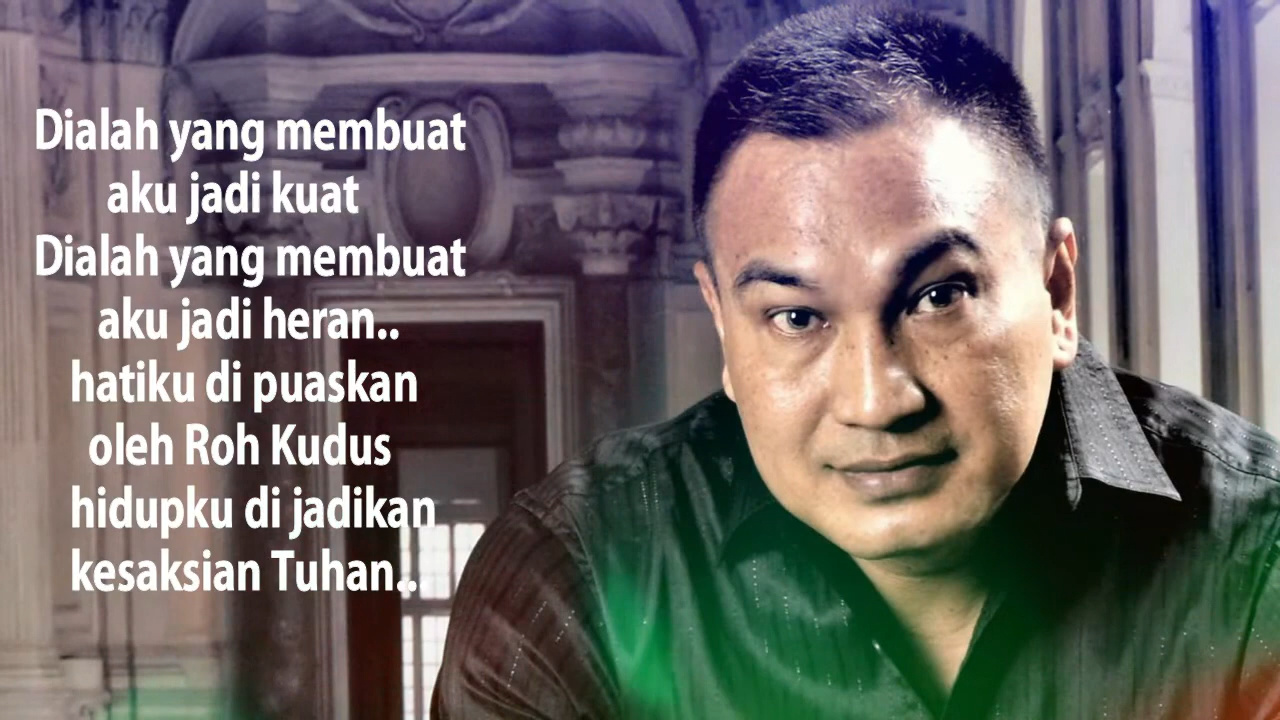 Dialah yang membuat
aku jadi kuat
Dialah yang membuat
aku jadi heran..
hatiku di puaskan
oleh Roh Kudus
hidupku di jadikan
kesaksian Tuhan...